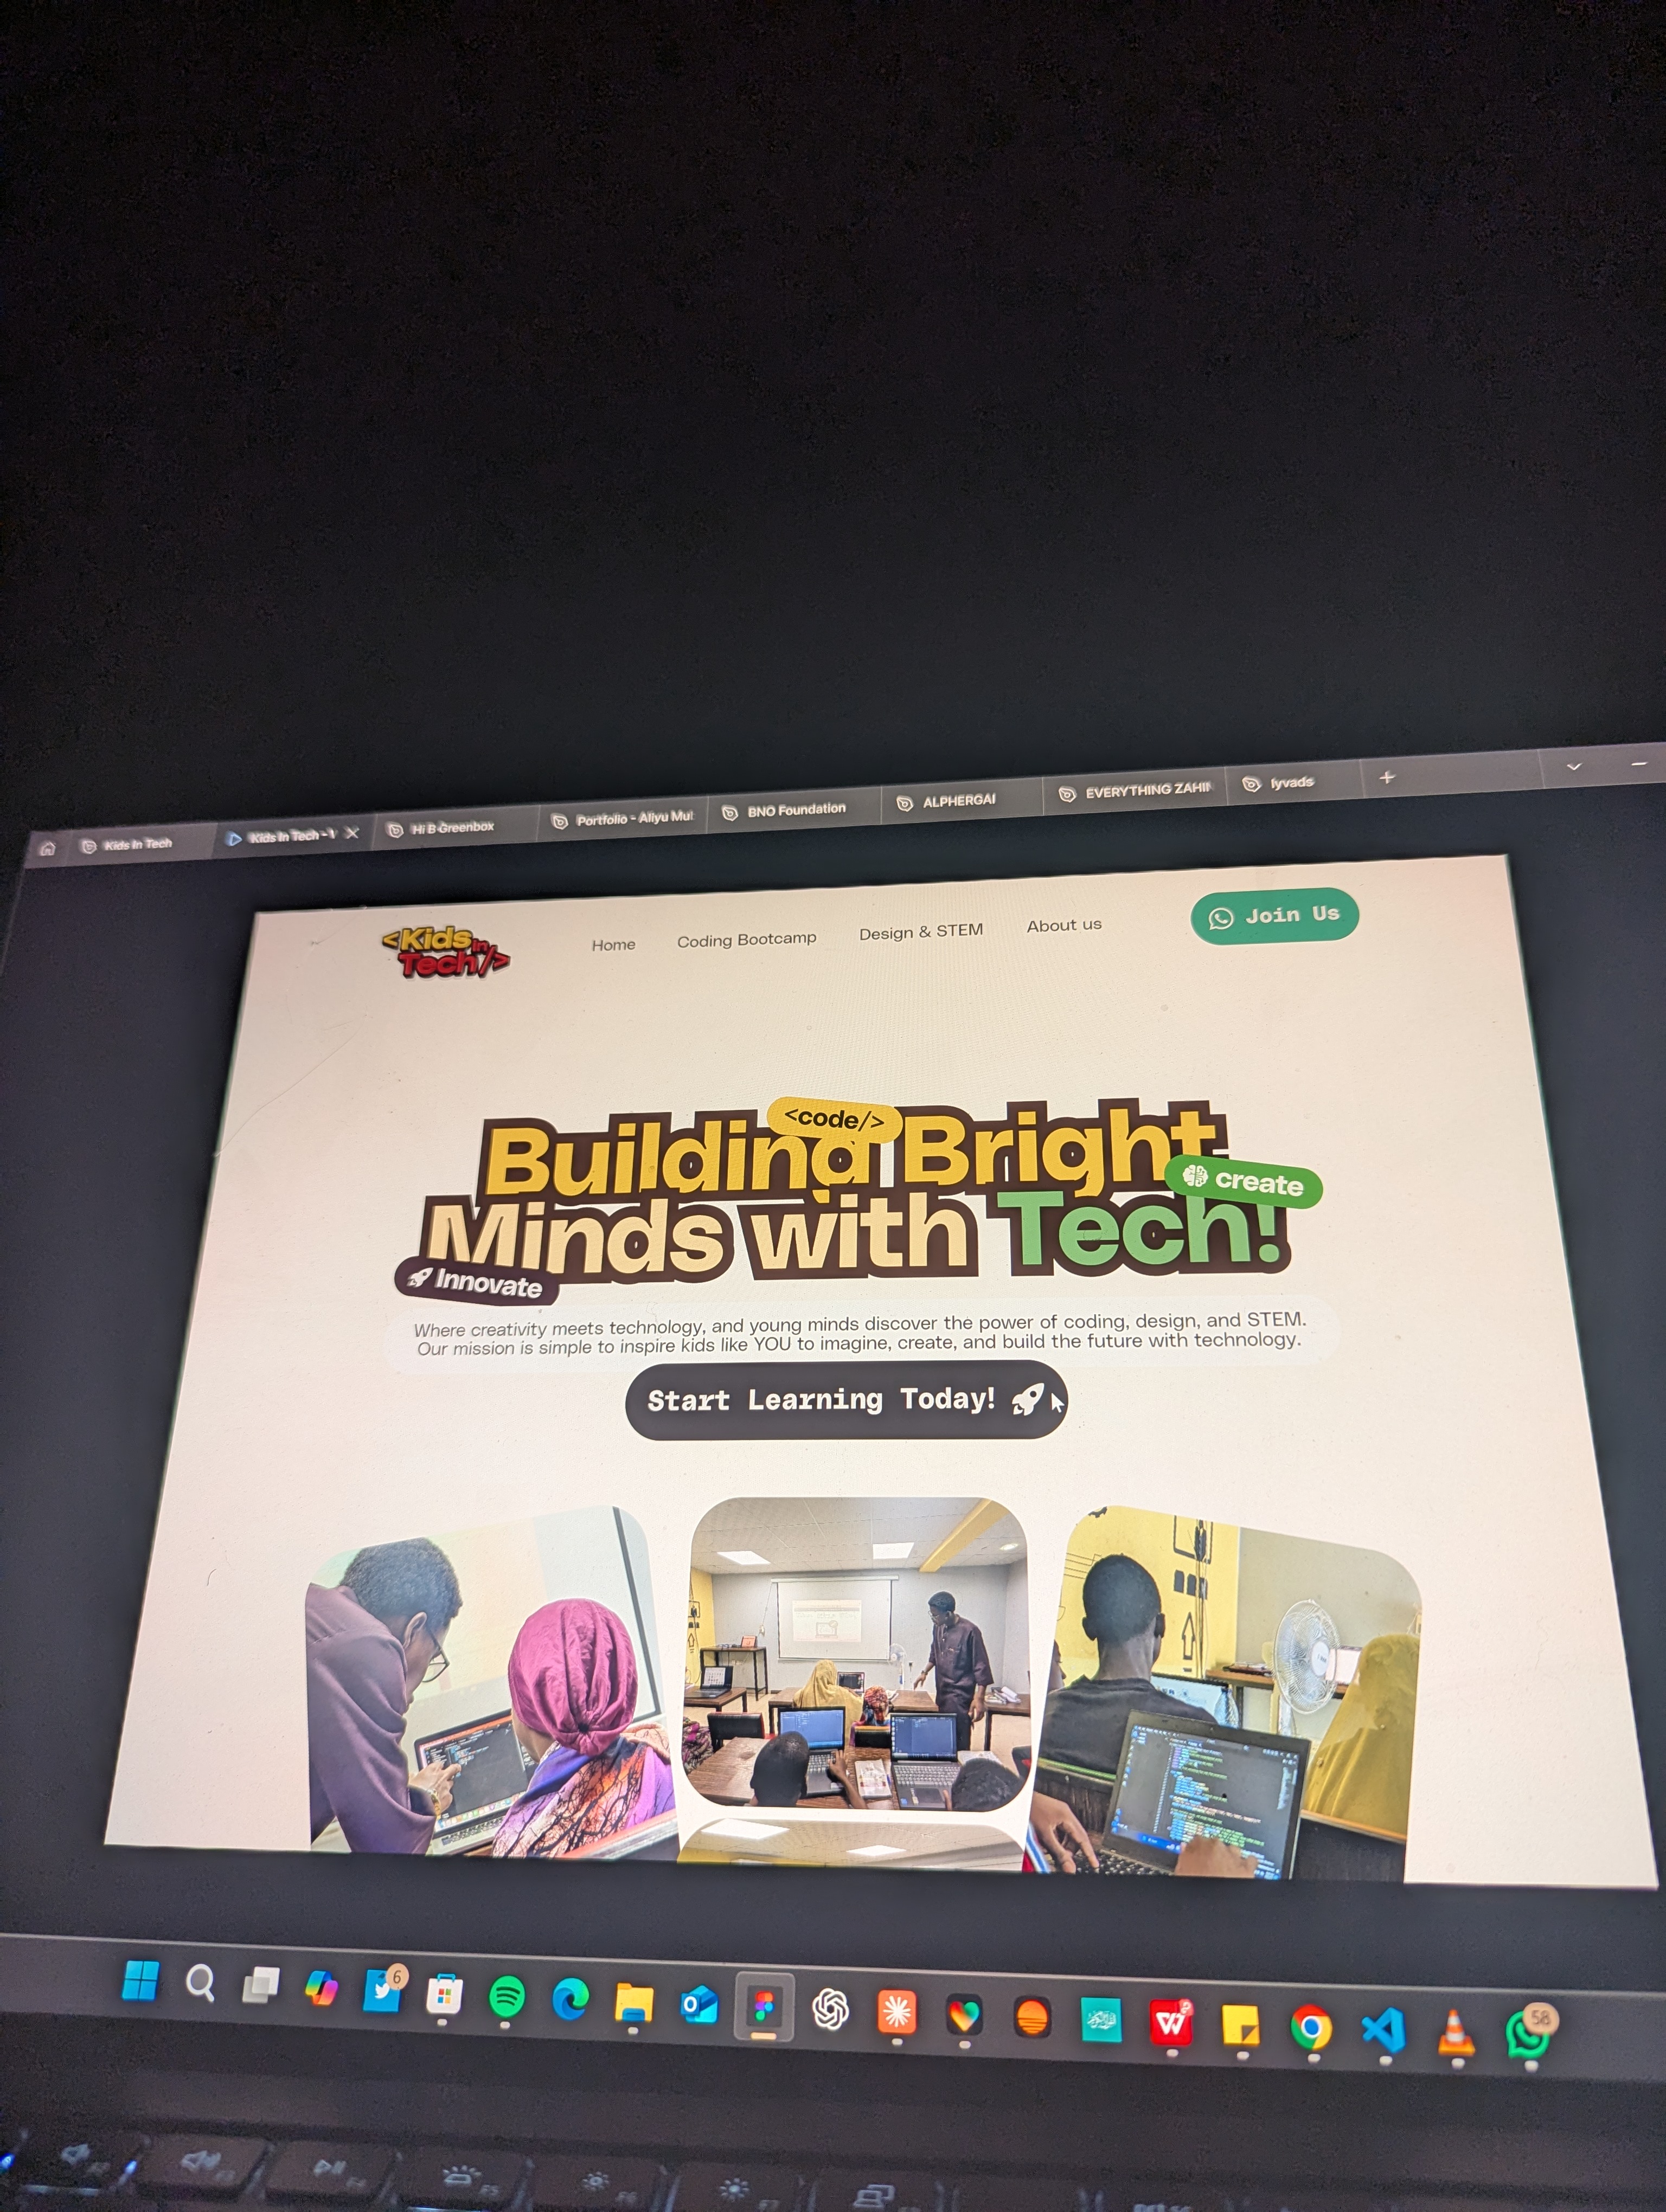 Kids In Tech
Kids In Tech - 
Hi B Greenbox
Portfolio - Aliyu Mu
BNO Foundation
ALPHERGAI
EVERYTHING ZAHI
lyvads
<Kids in
Tech/>
Home
Coding Bootcamp
Design & STEM
About us
Join Us
<code/>
Building Bright
create
Minds with Tech!
Innovate
Where creativity meets technology, and young minds discover the power of coding, design, and STEM.
Our mission is simple to inspire kids like YOU to imagine, create, and build the future with technology.
Start Learning Today!
6
58
F5